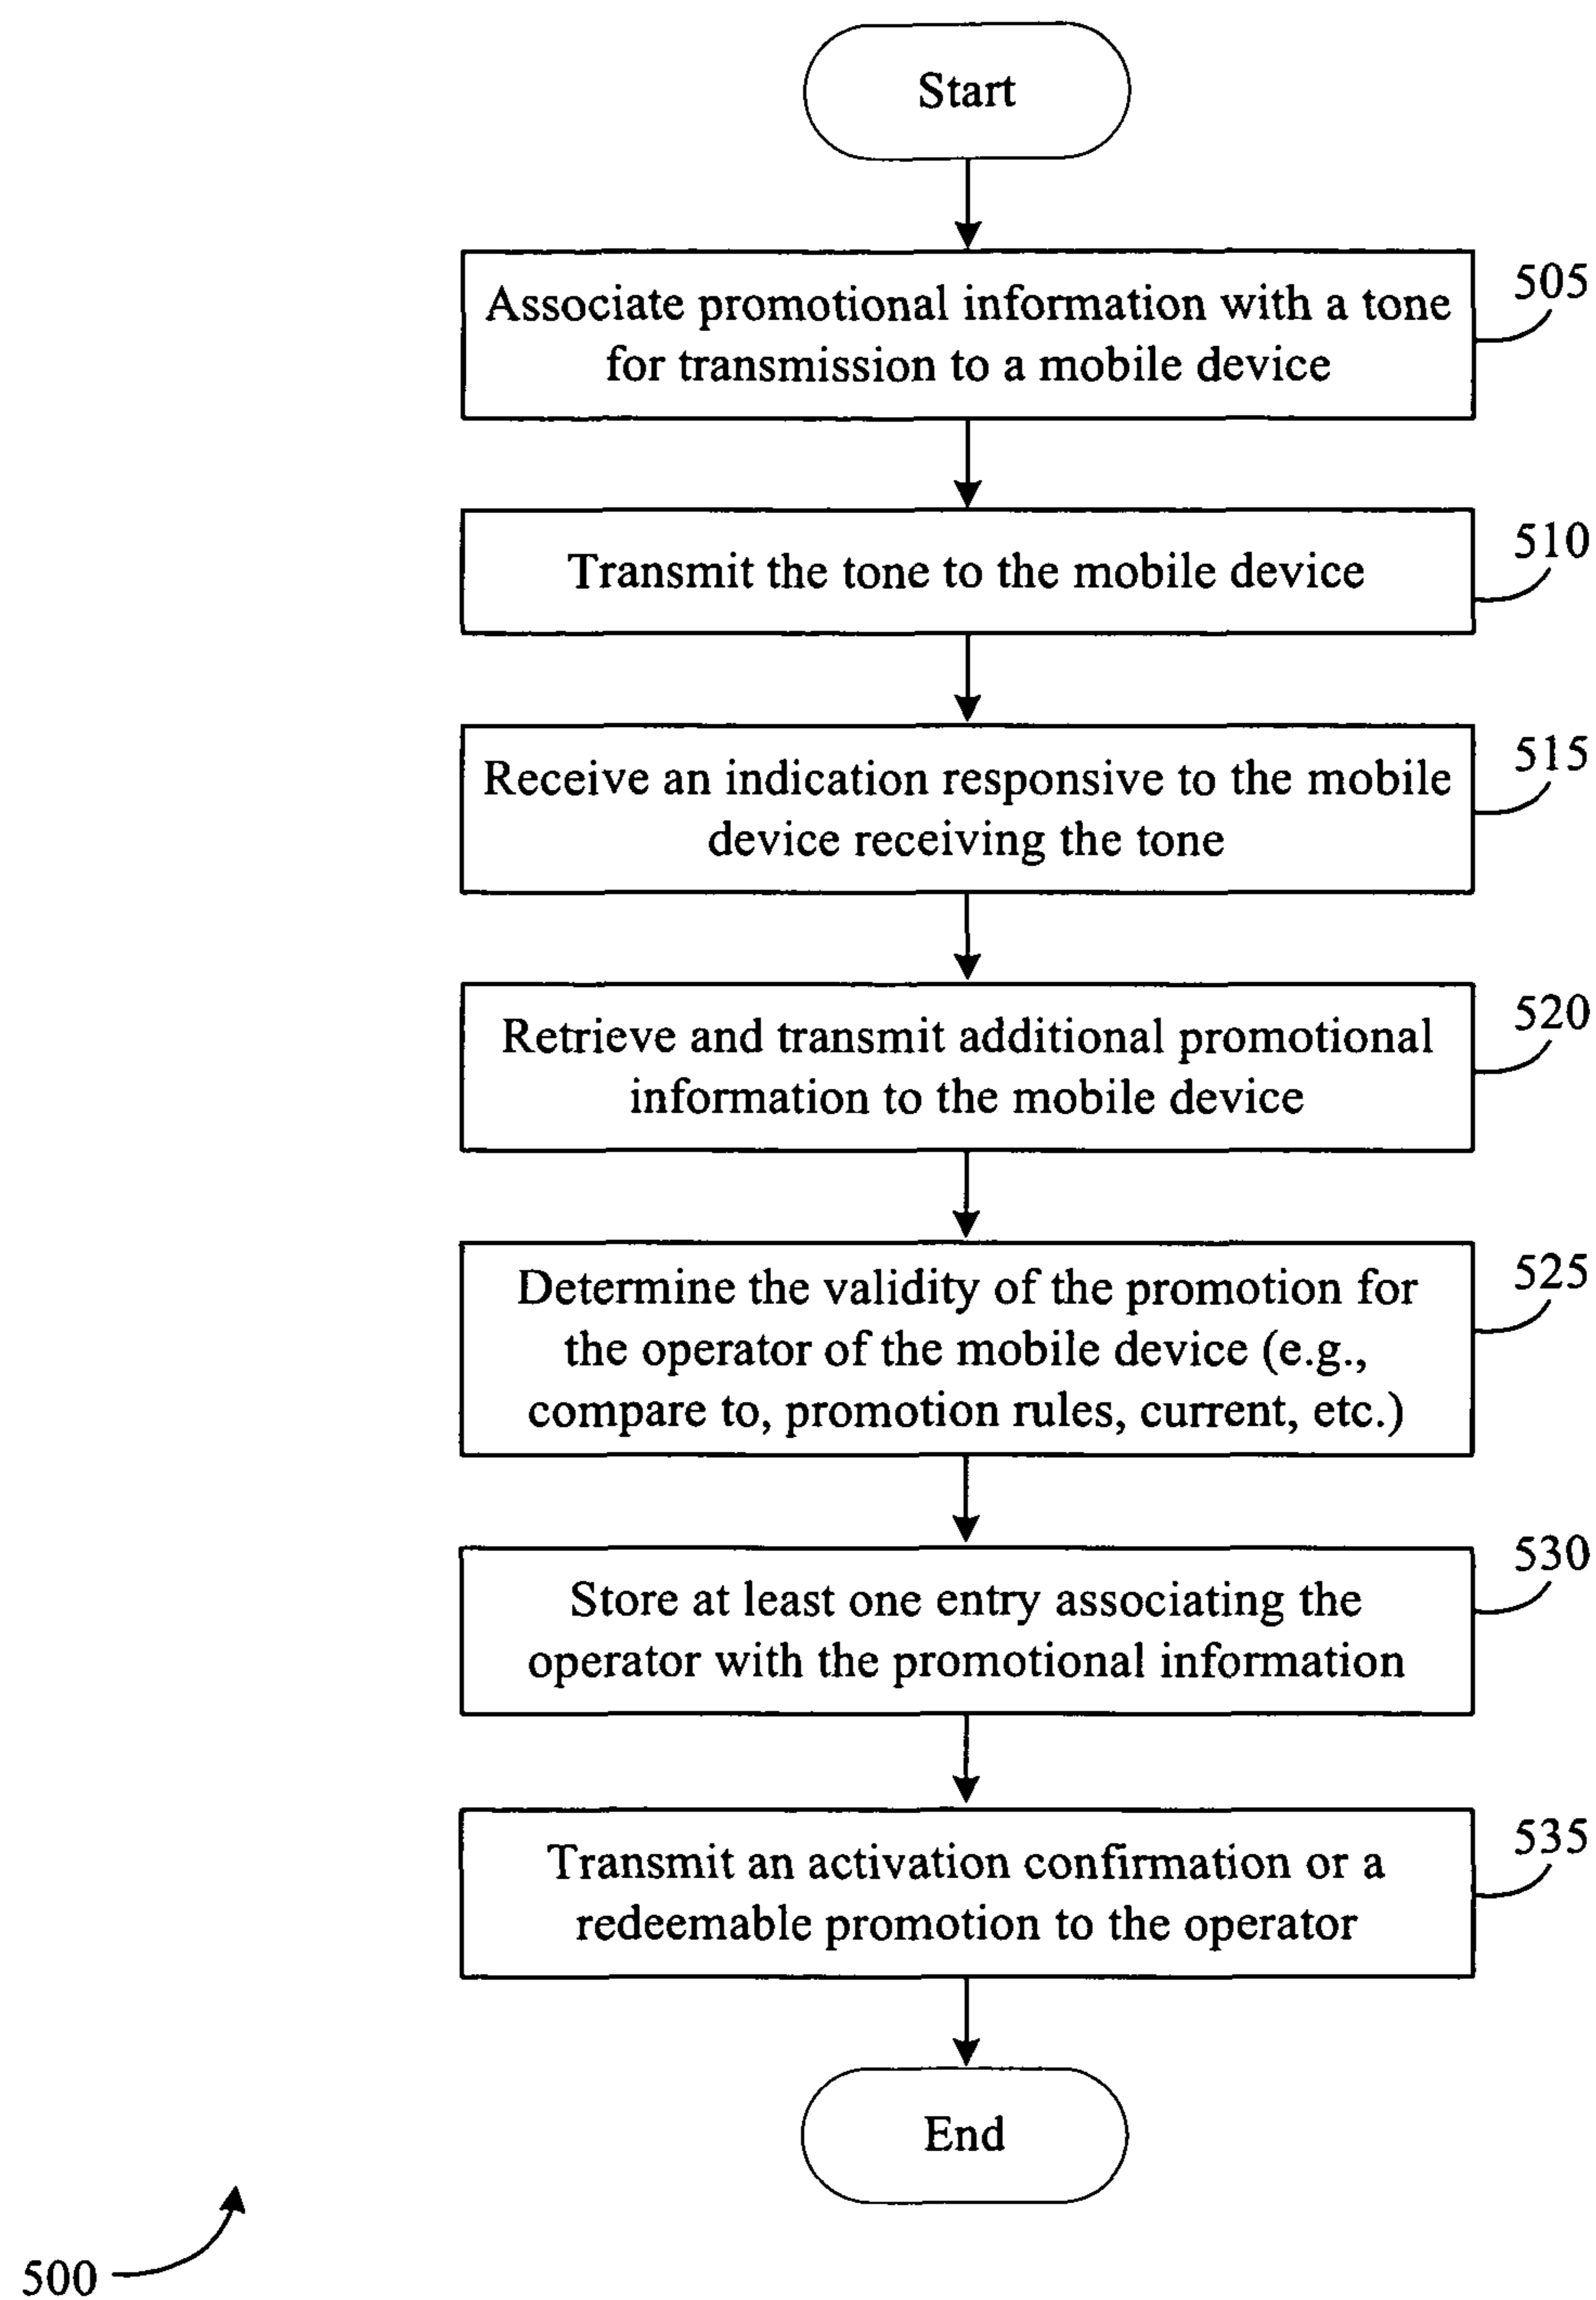 Start
Associate promotional information with a tone
for transmission to a mobile device
505
Transmit the tone to the mobile device
510
Receive an indication responsive to the mobile
device receiving the tone
515
Retrieve and transmit additional promotional
information to the mobile device
520
Determine the validity of the promotion for
the operator of the mobile device (e.g.,
compare to, promotion rules, current, etc.)
525
Store at least one entry associating the
operator with the promotional information
530
Transmit an activation confirmation or a
redeemable promotion to the operator
535
End
500